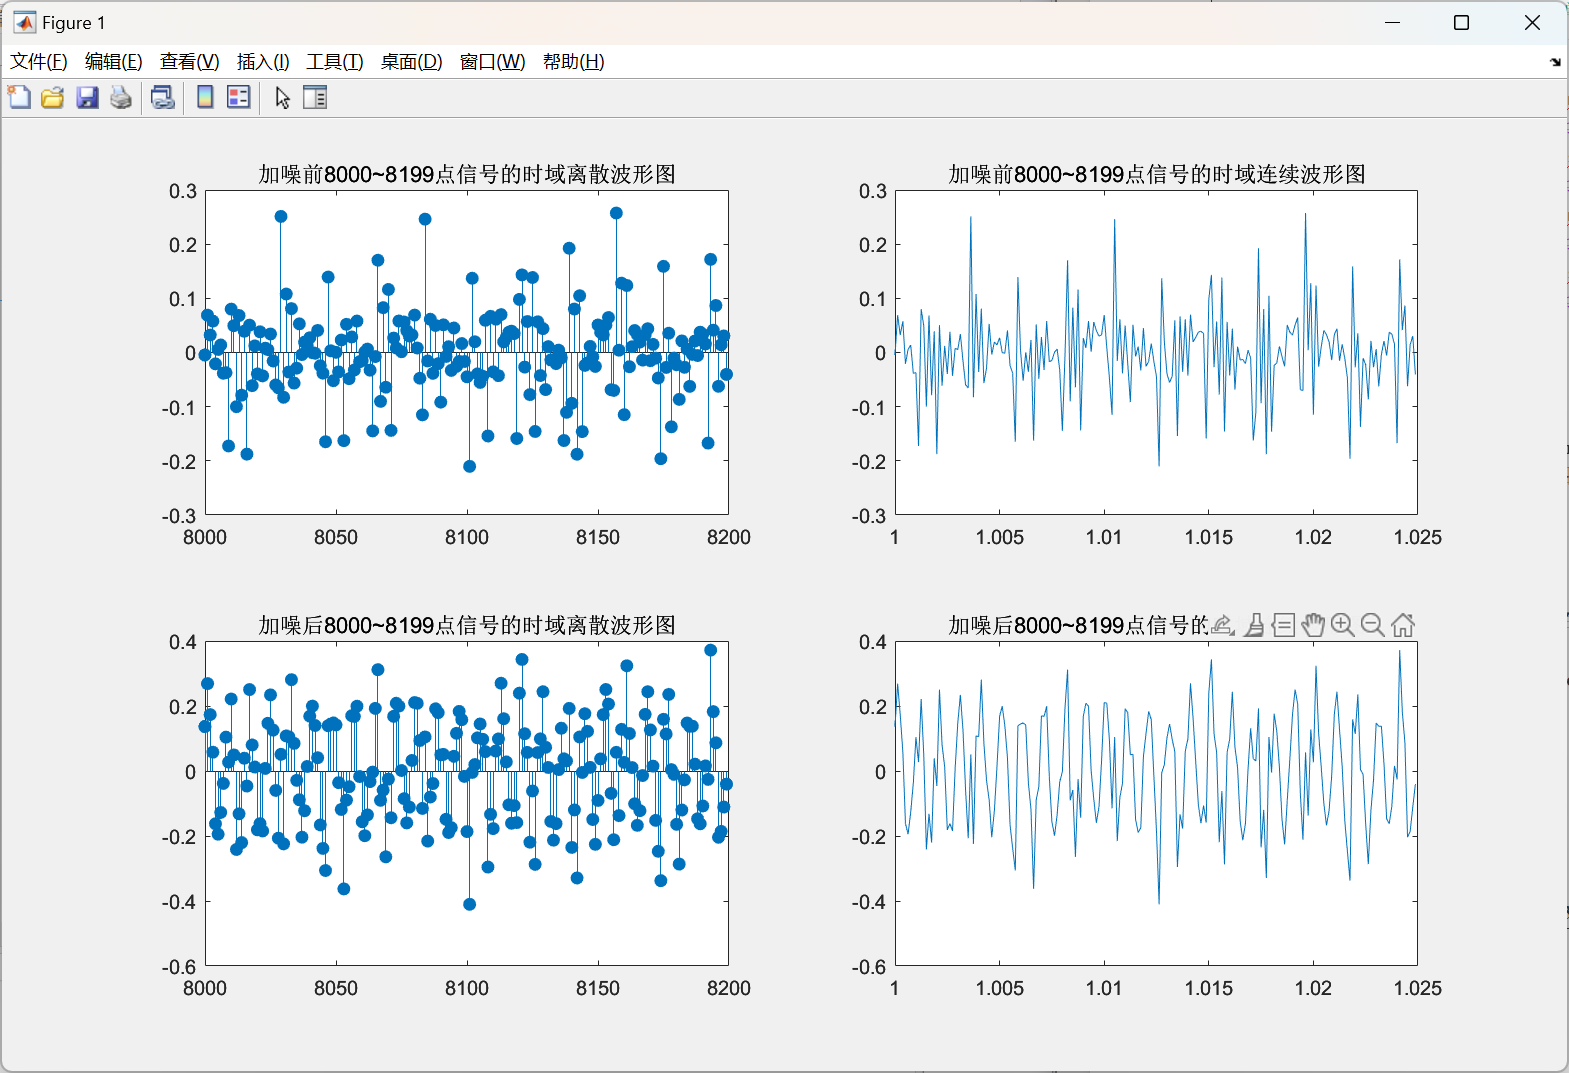 Figure 1
文件(F) 编辑(E) 查看(V) 插入(I) 工具(T) 桌面(D) 窗口(W) 帮助(H)
加噪前8000~8199点信号的时域离散波形图
0.3
0.2
0.1
0
-0.1
-0.2
-0.3
8000 8050 8100 8150 8200
加噪前8000~8199点信号的时域连续波形图
0.3
0.2
0.1
0
-0.1
-0.2
-0.3
1 1.005 1.01 1.015 1.02 1.025
加噪后8000~8199点信号的时域离散波形图
0.4
0.2
0
-0.2
-0.4
-0.6
8000 8050 8100 8150 8200
加噪后8000~8199点信号的
0.4
0.2
0
-0.2
-0.4
-0.6
1 1.005 1.01 1.015 1.02 1.025